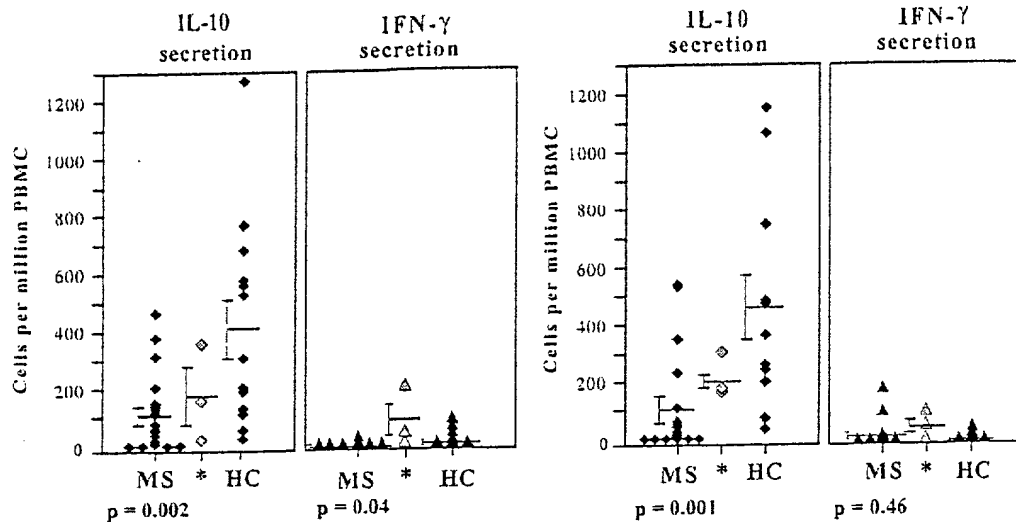 IL-10
secretion
IFN-γ
secretion
Cells per million PBMC
1200
1000
800
600
400
200
0
MS * HC
MS * HC
p = 0.002
p = 0.04
IL-10
secretion
IFN-γ
secretion
Cells per million PBMC
1200
1000
800
600
400
200
0
MS * HC
MS * HC
p = 0.001
p = 0.46